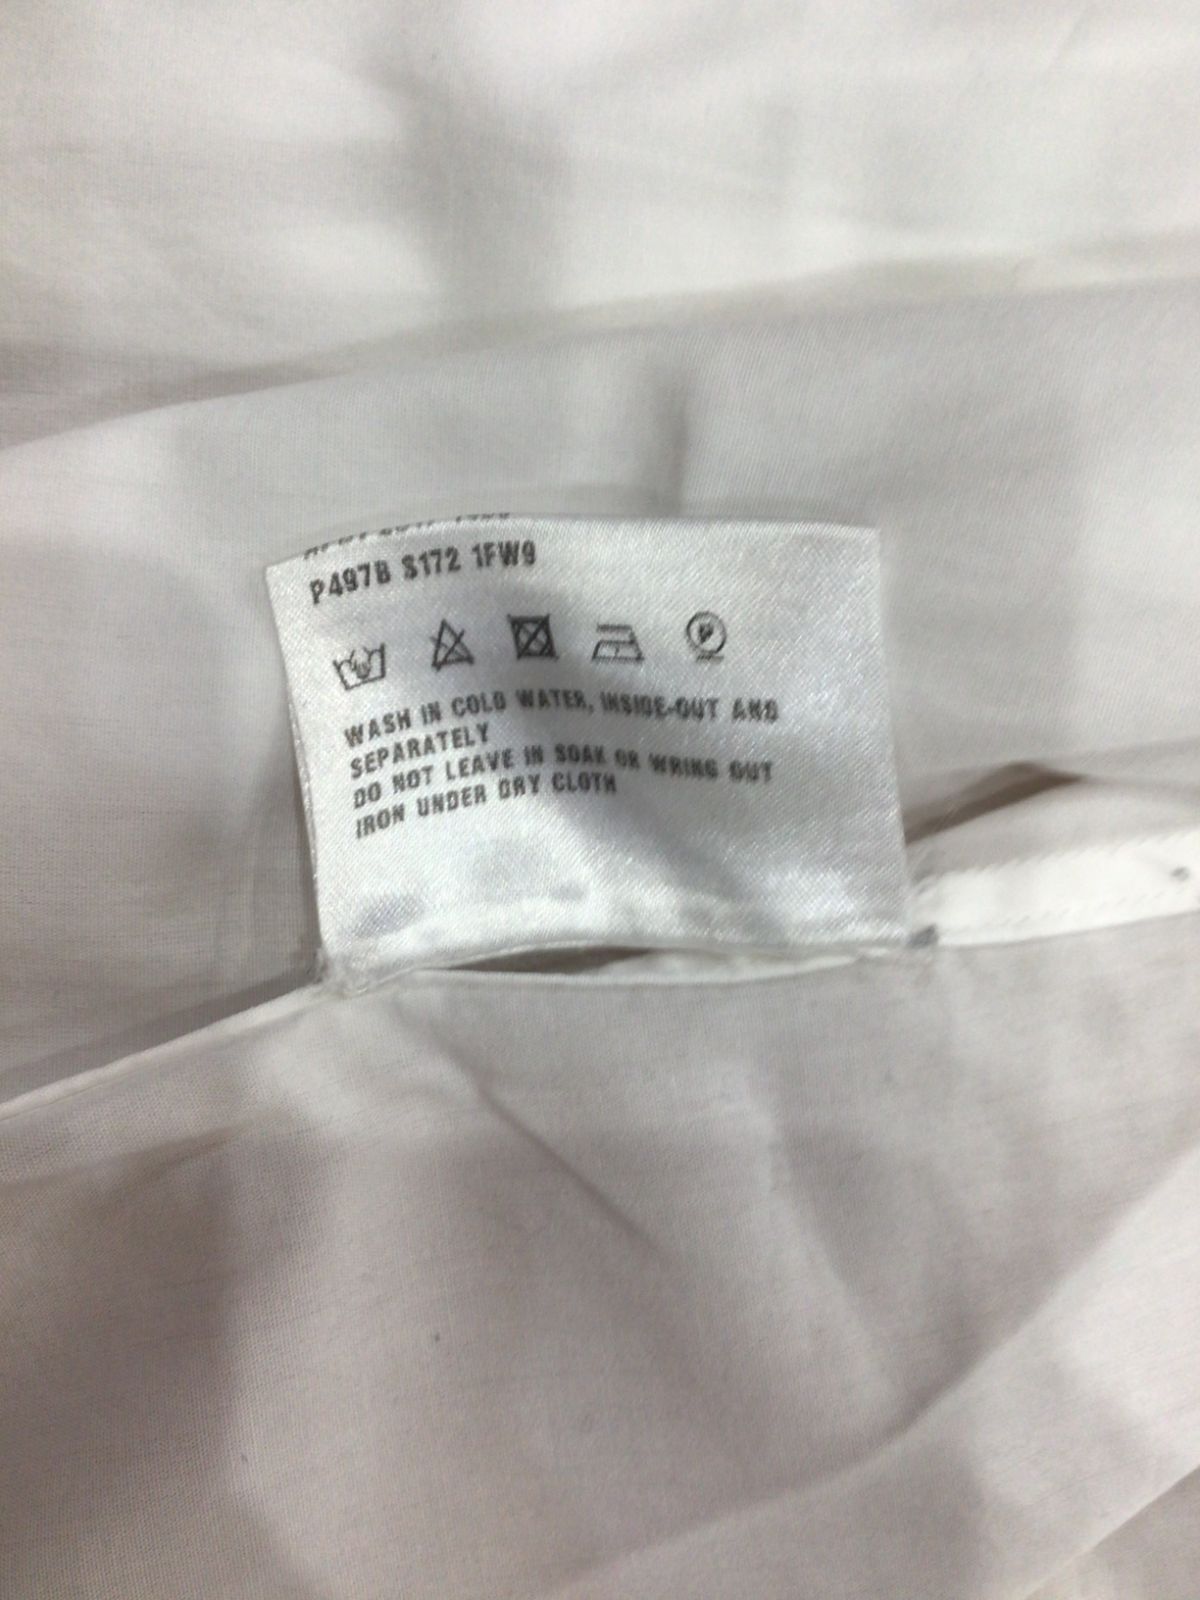 P497B S172 1FW9
P
WASH IN COLD WATER, INSIDE-OUT AND
SEPARATELY
DO NOT LEAVE IN SOAK OR WRING OUT
IRON UNDER DRY CLOTH